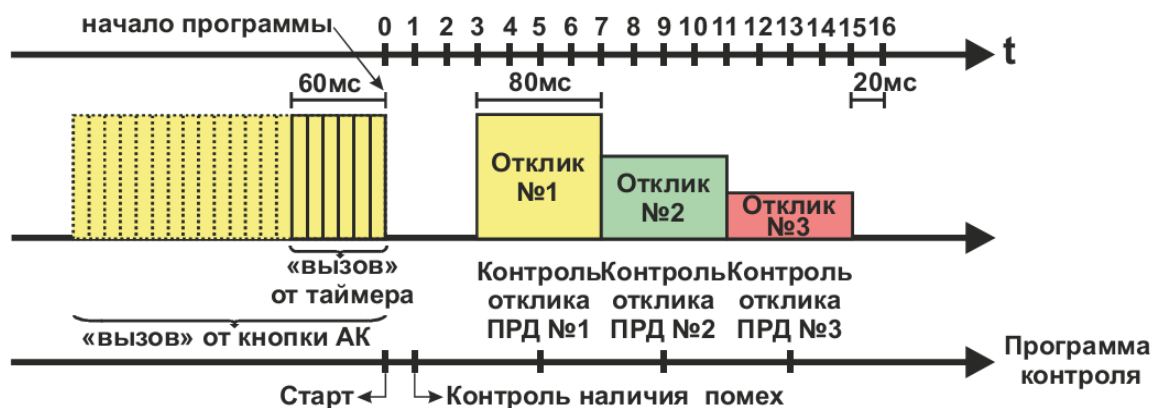 начало программы
0 1 2 3 4 5 6 7 8 9 10 11 12 13 14 15 16
t
60мс
80мс
20мс
Отклик
№1
Отклик
№2
Отклик
№3
«вызов»
от таймера
«вызов» от кнопки АК
Контроль
отклика
ПРД №1
Контроль
отклика
ПРД №2
Контроль
отклика
ПРД №3
Программа
контроля
Старт
Контроль наличия помех